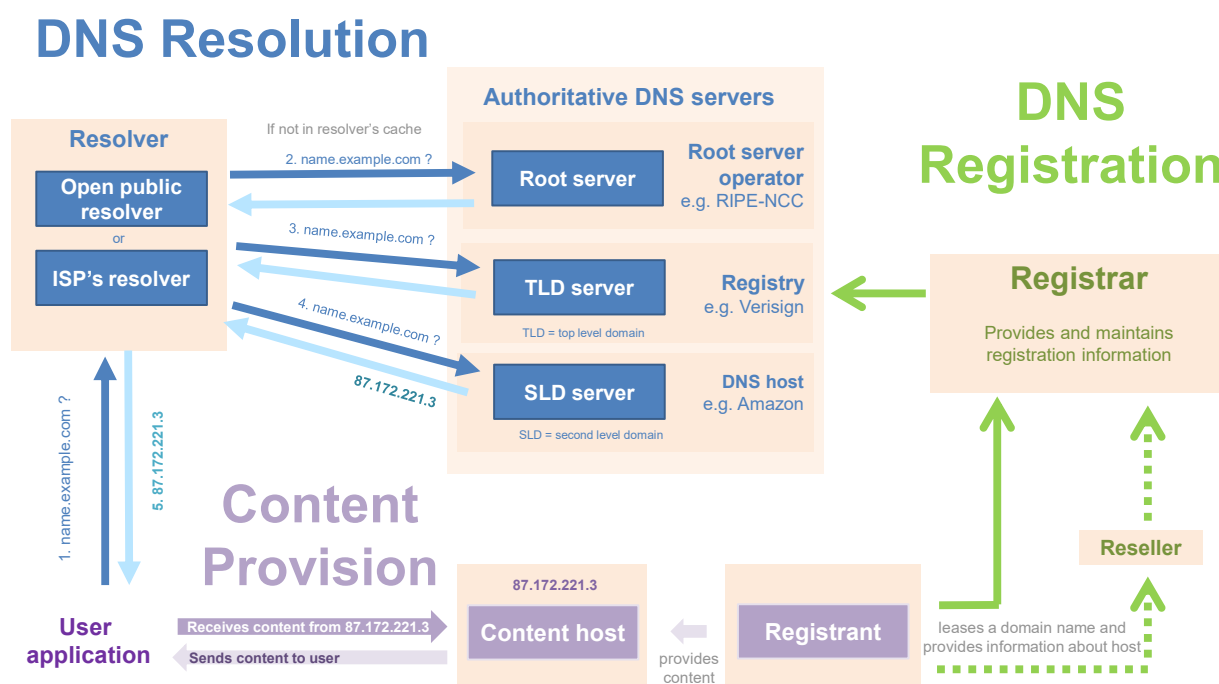 DNS Resolution
Resolver
Open public
resolver
or
ISP's resolver
If not in resolver's cache
2. name.example.com ?
3. name.example.com ?
4. name.example.com ?
87.172.221.3
Authoritative DNS servers
Root server
Root server
operator
e.g. RIPE-NCC
TLD server
Registry
e.g. Verisign
TLD = top level domain
SLD server
DNS host
e.g. Amazon
SLD = second level domain
DNS
Registration
Registrar
Provides and maintains
registration information
Reseller
1. name.example.com ?
5. 87.172.221.3
Content
Provision
User
application
Receives content from 87.172.221.3
Sends content to user
87.172.221.3
Content host
provides
content
Registrant
leases a domain name and
provides information about host